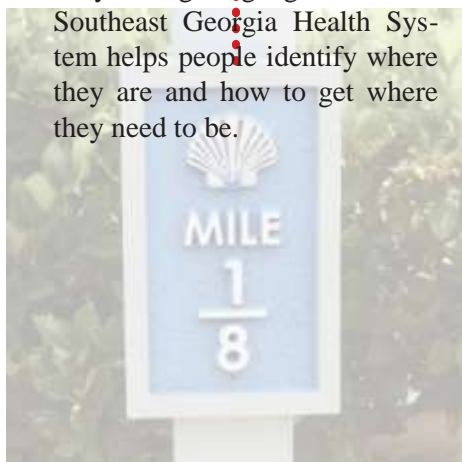 Southeast Georgia Health Sys-
tem helps people identify where
they are and how to get where
they need to be.
MILE
1
8